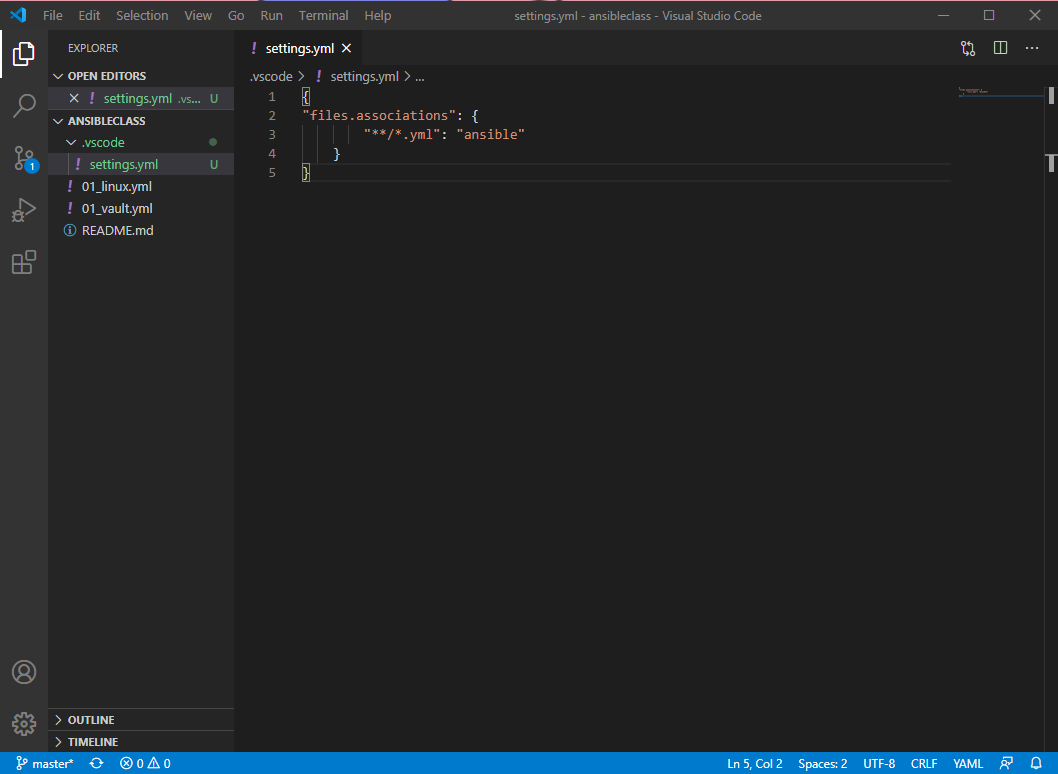 File Edit Selection View Go Run Terminal Help settings.yml - ansibleclass - Visual Studio Code
EXPLORER
OPEN EDITORS
settings.yml .vs... U
ANSIBLECLASS
.vscode
settings.yml U
01_linux.yml
01_vault.yml
README.md
OUTLINE
TIMELINE
! settings.yml
.vscode > ! settings.yml > ...
1 {
2 "files.associations": {
3 "**/*.yml": "ansible"
4 }
5 }
1
master* 0 0 Ln 5, Col 2 Spaces: 2 UTF-8 CRLF YAML